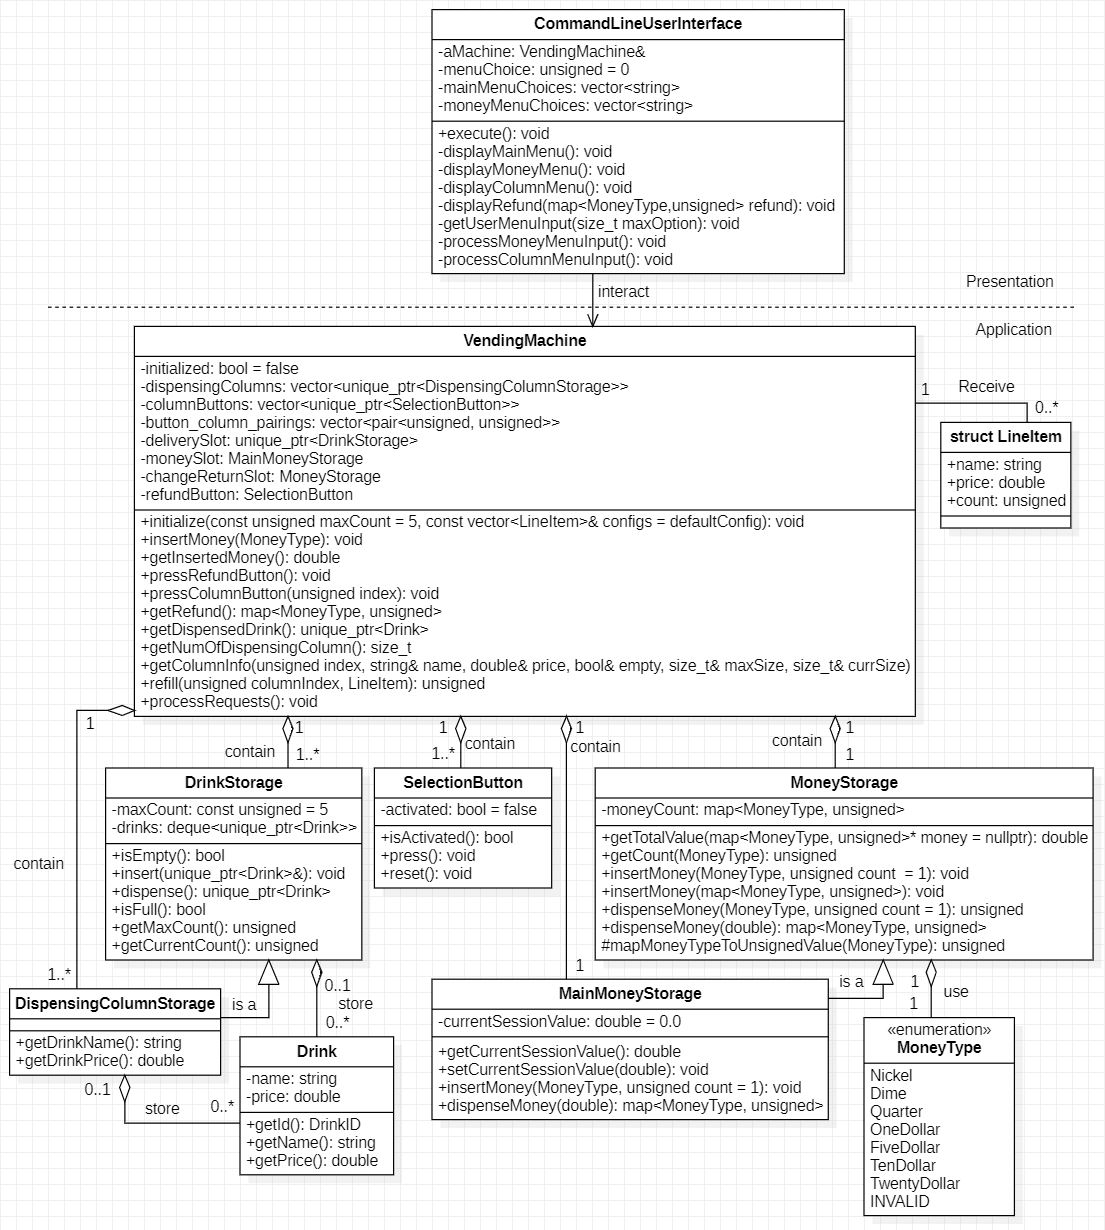 CommandLineUserInterface
-aMachine: VendingMachine&
-menuChoice: unsigned = 0
-mainMenuChoices: vector<string>
-moneyMenuChoices: vector<string>
+execute(): void
-displayMainMenu(): void
-displayMoneyMenu(): void
-displayColumnMenu(): void
-displayRefund(map<MoneyType,unsigned> refund): void
-getUserMenuInput(size_t maxOption): void
-processMoneyMenuInput(): void
-processColumnMenuInput(): void
interact
Presentation
Application
VendingMachine
-initialized: bool = false
-dispensingColumns: vector<unique_ptr<DispensingColumnStorage>>
-columnButtons: vector<unique_ptr<SelectionButton>>
-button_column_pairings: vector<pair<unsigned, unsigned>>
-deliverySlot: unique_ptr<DrinkStorage>
-moneySlot: MainMoneyStorage
-changeReturnSlot: MoneyStorage
-refundButton: SelectionButton
+initialize(const unsigned maxCount = 5, const vector<LineItem>& configs = defaultConfig): void
+insertMoney(MoneyType): void
+getInsertedMoney(): double
+pressRefundButton(): void
+pressColumnButton(unsigned index): void
+getRefund(): map<MoneyType, unsigned>
+getDispensedDrink(): unique_ptr<Drink>
+getNumOfDispensingColumn(): size_t
+getColumnInfo(unsigned index, string& name, double& price, bool& empty, size_t& maxSize, size_t& currSize)
+refill(unsigned columnIndex, LineItem): unsigned
+processRequests(): void
1
Receive
0..*
struct LineItem
+name: string
+price: double
+count: unsigned
1
contain
1..*
1
contain
1..*
1
contain
1..*
1
contain
1
1
contain
1
DrinkStorage
-maxCount: const unsigned = 5
-drinks: deque<unique_ptr<Drink>>
+isEmpty(): bool
+insert(unique_ptr<Drink>&): void
+dispense(): unique_ptr<Drink>
+isFull(): bool
+getMaxCount(): unsigned
+getCurrentCount(): unsigned
SelectionButton
-activated: bool = false
+isActivated(): bool
+press(): void
+reset(): void
MoneyStorage
-moneyCount: map<MoneyType, unsigned>
+getTotalValue(map<MoneyType, unsigned>* money = nullptr): double
+getCount(MoneyType): unsigned
+insertMoney(MoneyType, unsigned count  = 1): void
+insertMoney(map<MoneyType, unsigned>): void
+dispenseMoney(MoneyType, unsigned count = 1): unsigned
+dispenseMoney(double): map<MoneyType, unsigned>
#mapMoneyTypeToUnsignedValue(MoneyType): unsigned
DispensingColumnStorage
+getDrinkName(): string
+getDrinkPrice(): double
is a
0..1
store
0..*
0..1
store
0..*
Drink
-name: string
-price: double
+getId(): DrinkID
+getName(): string
+getPrice(): double
MainMoneyStorage
-currentSessionValue: double = 0.0
+getCurrentSessionValue(): double
+setCurrentSessionValue(double): void
+insertMoney(MoneyType, unsigned count = 1): void
+dispenseMoney(double): map<MoneyType, unsigned>
is a
1
use
1
«enumeration»
MoneyType
Nickel
Dime
Quarter
OneDollar
FiveDollar
TenDollar
TwentyDollar
INVALID